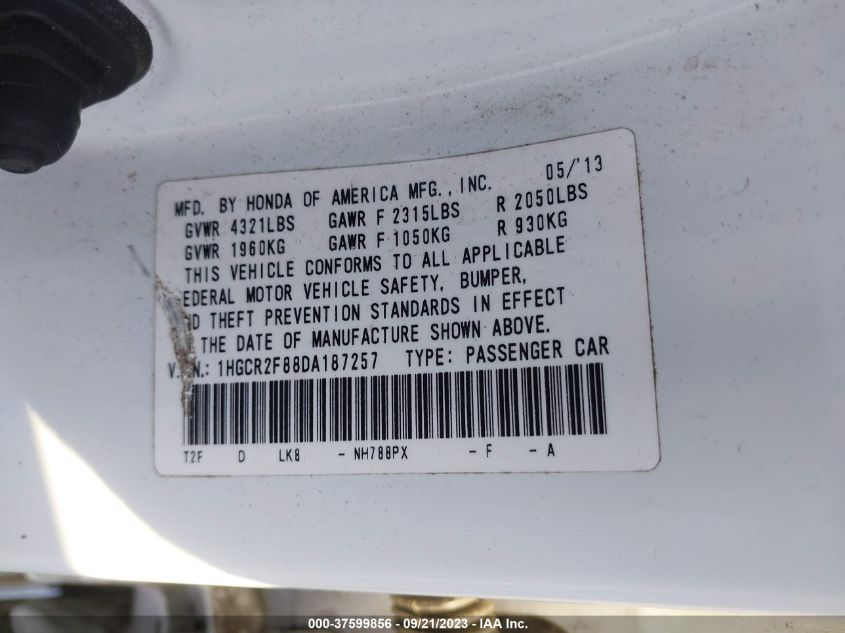 MFD. BY HONDA OF AMERICA MFG., INC. 05/'13
GVWR 4321LBS GAWR F 2315LBS R 2050LBS
GVWR 1960KG GAWR F 1050KG R 930KG
THIS VEHICLE CONFORMS TO ALL APPLICABLE
EDERAL MOTOR VEHICLE SAFETY, BUMPER,
D THEFT PREVENTION STANDARDS IN EFFECT
THE DATE OF MANUFACTURE SHOWN ABOVE.
V. N.: 1HGCR2F88DA187257 TYPE: PASSENGER CAR
T2F D LK8 - NH788PX - F - A
000-37599856 - 09/21/2023 - IAA Inc.